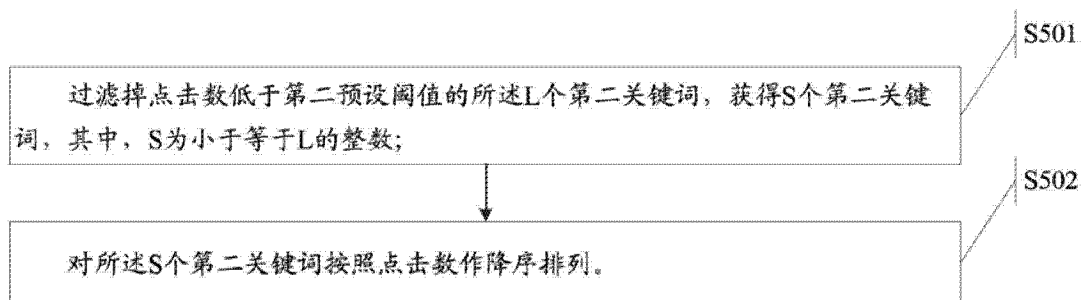 S501
过滤掉点击数低于第二预设阈值的所述L个第二关键词，获得S个第二关键
词，其中，S为小于等于L的整数；
S502
对所述S个第二关键词按照点击数作降序排列。